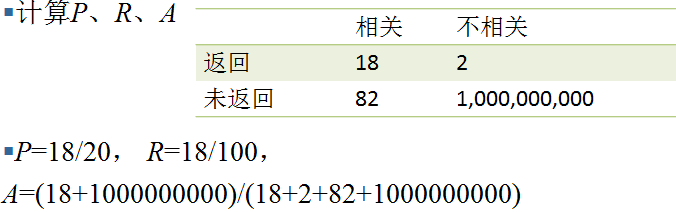 ▪计算P、R、A
相关 不相关
返回 18 2
未返回 82 1,000,000,000
▪P=18/20， R=18/100，
A=(18+1000000000)/(18+2+82+1000000000)